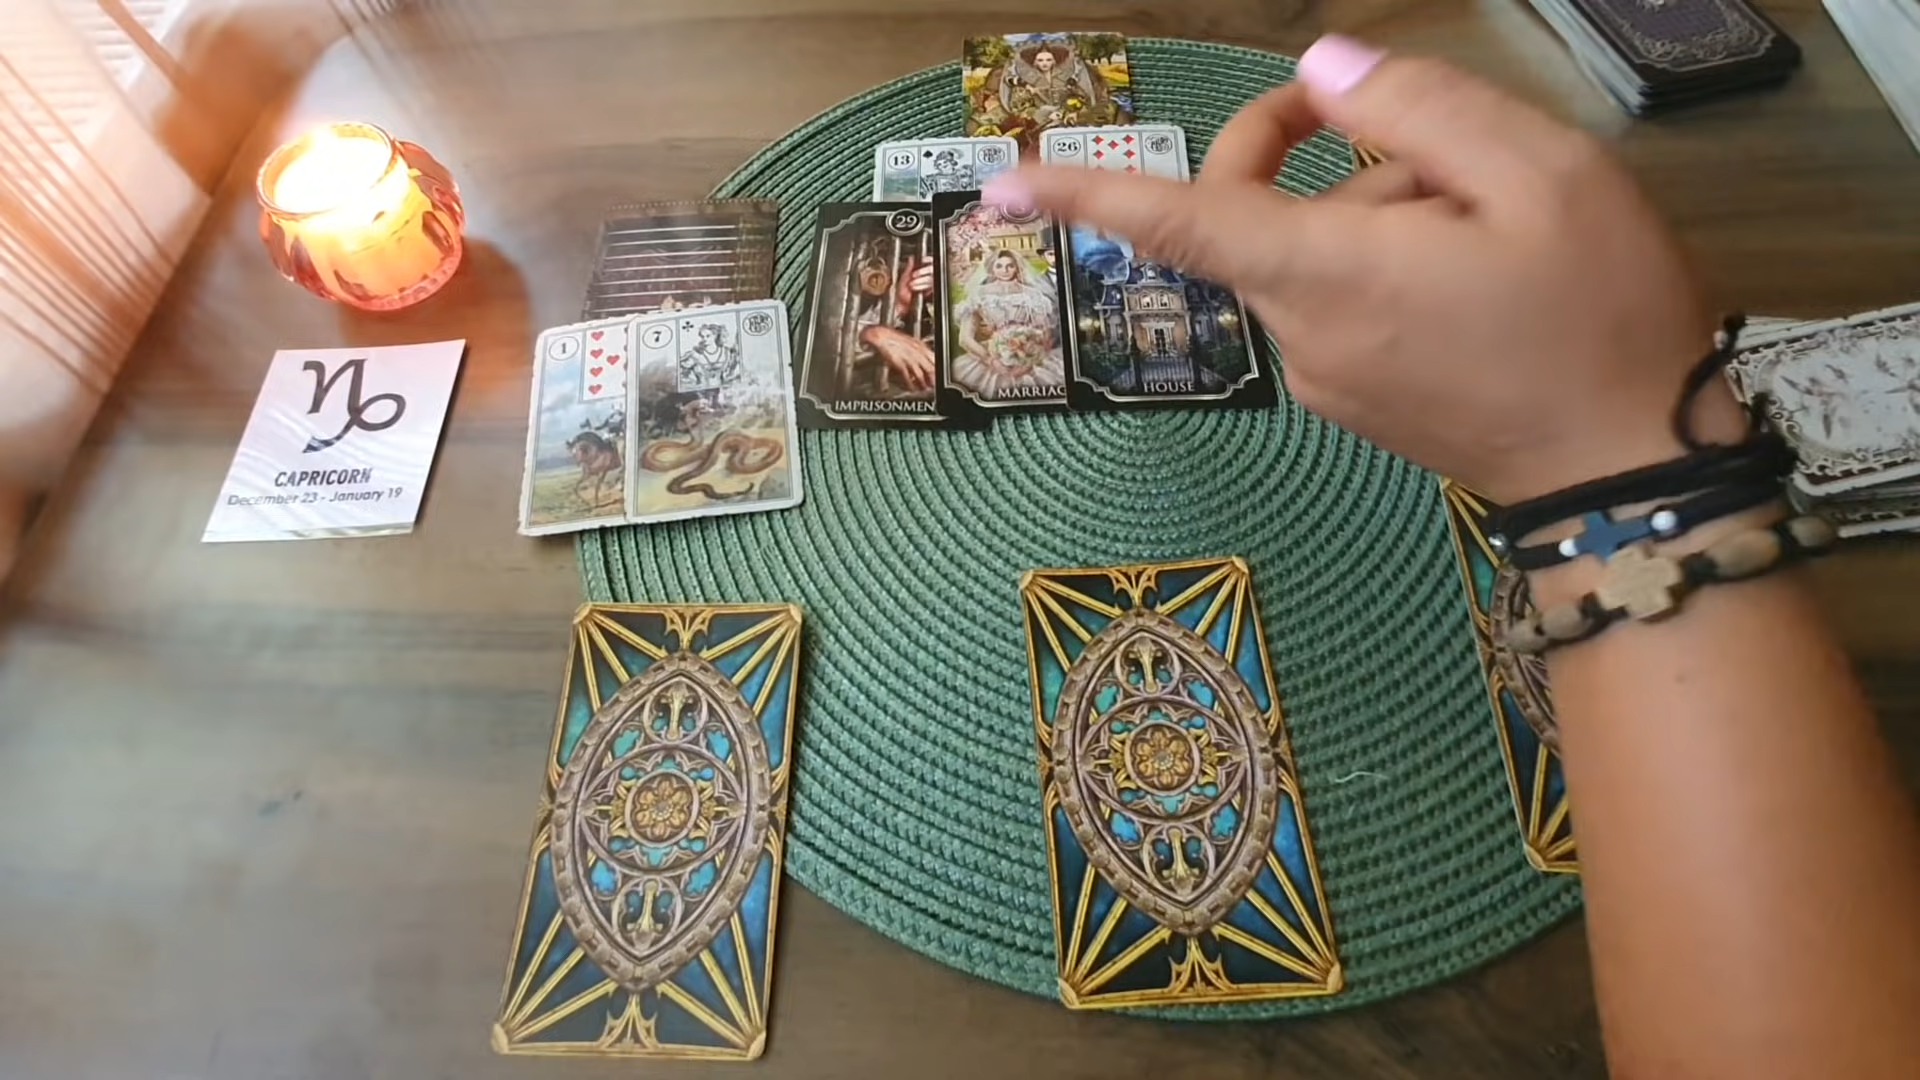 13
26
29
1
7
IMPRISONMEN
MARRIAG
HOUSE
CAPRICORN
December 23 - January 19